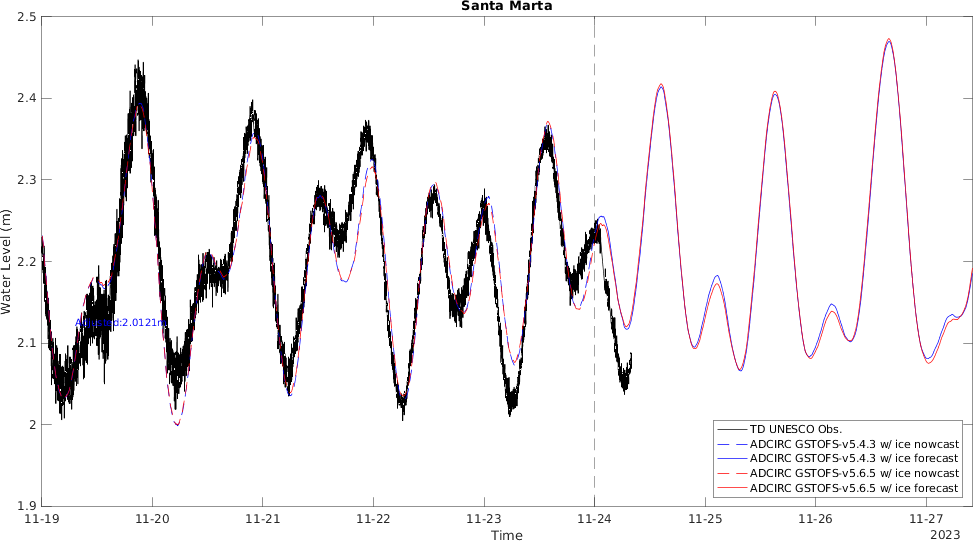 Santa Marta
2.5
2.4
2.3
2.2
2.1
2
1.9
Water Level (m)
:2.0121m
11-19
11-20
11-21
11-22
11-23
11-24
11-25
11-26
11-27
Time
2023
TD UNESCO Obs.
ADCIRC GSTOFS-v5.4.3 w/ ice nowcast
ADCIRC GSTOFS-v5.4.3 w/ ice forecast
ADCIRC GSTOFS-v5.6.5 w/ ice nowcast
ADCIRC GSTOFS-v5.6.5 w/ ice forecast